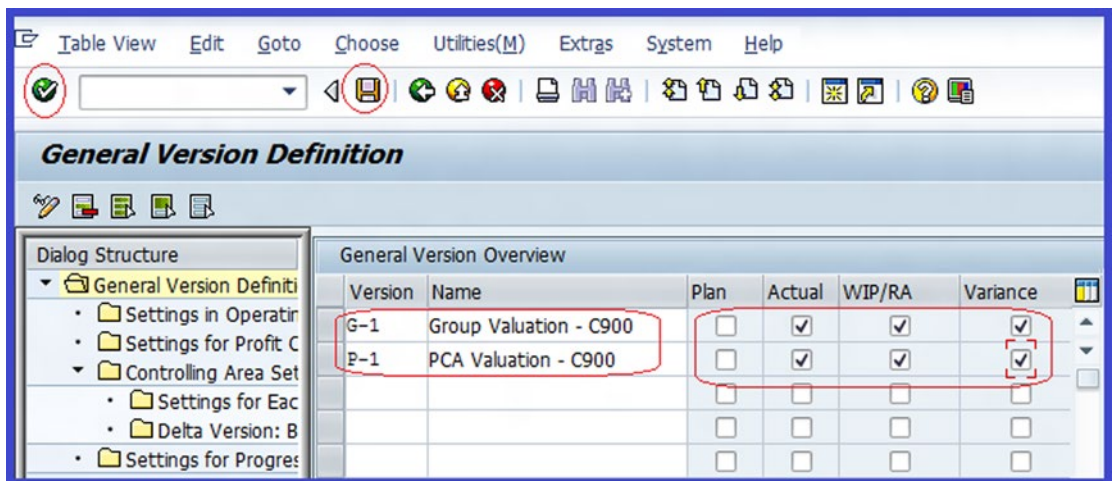 Table View Edit Goto Choose Utilities(M) Extras System Help
General Version Definition
Dialog Structure
General Version Definiti
Settings in Operatin
Settings for Profit C
Controlling Area Set
Settings for Eac
Delta Version: B
Settings for Progres
General Version Overview
Version Name Plan Actual WIP/RA Variance
G-1 Group Valuation - C900
P-1 PCA Valuation - C900